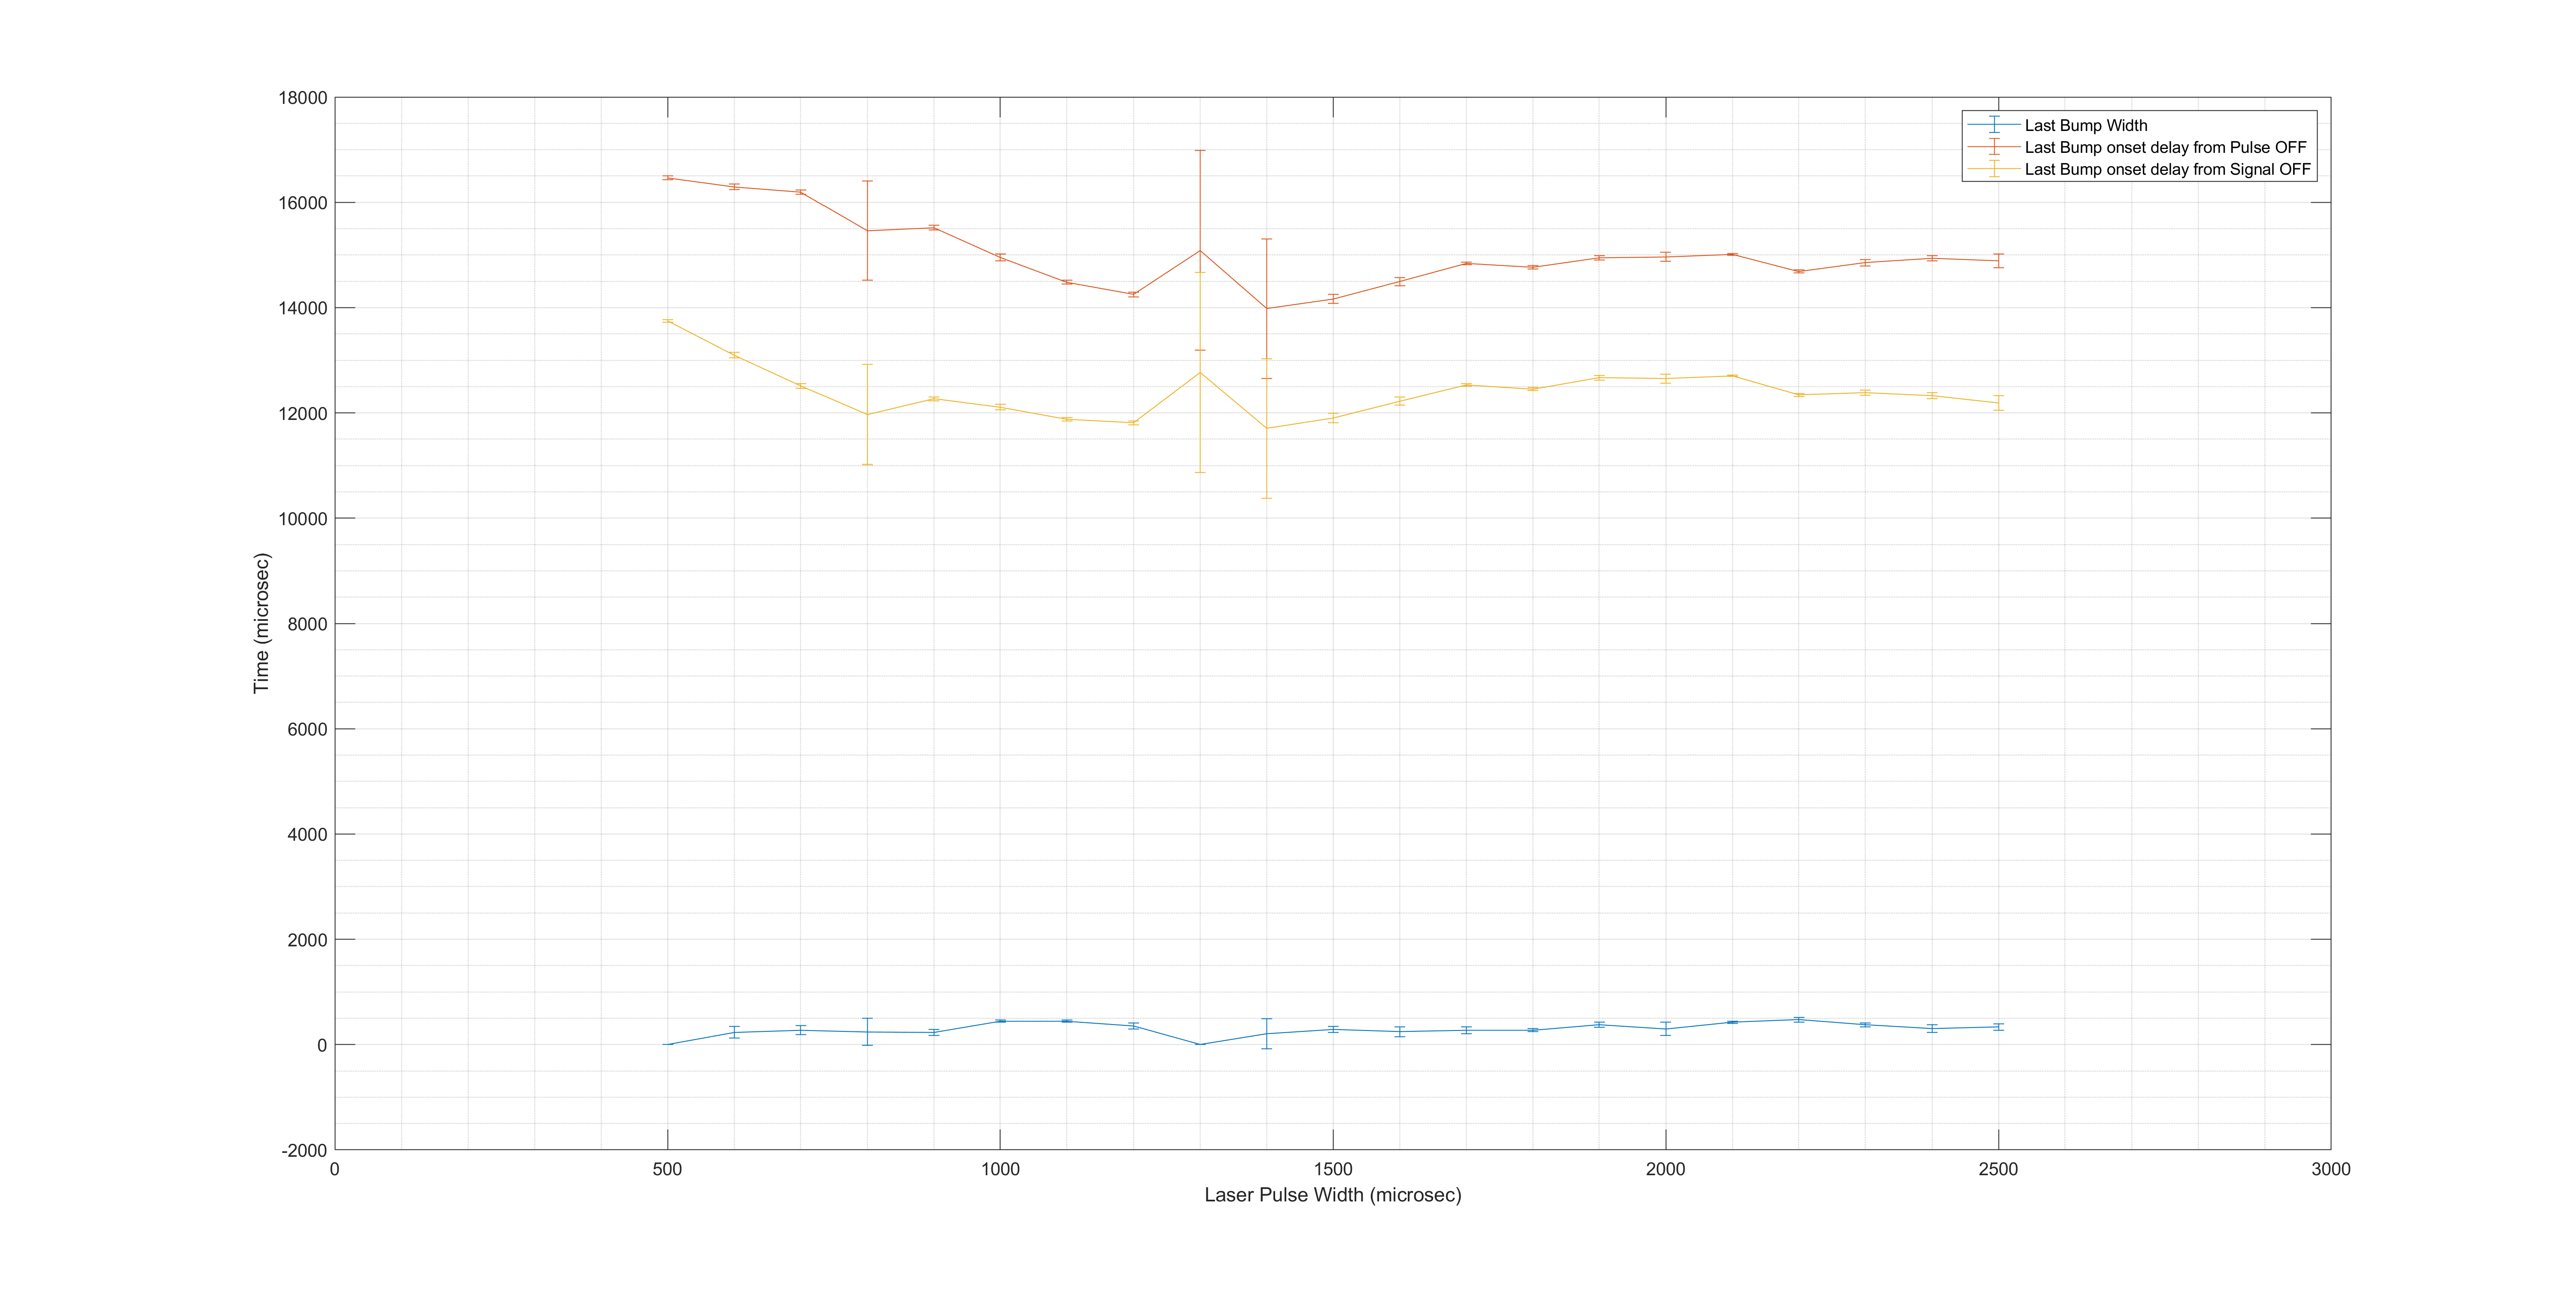 18000
16000
14000
12000
10000
8000
6000
4000
2000
0
-2000
Time (microsec)
Last Bump Width
Last Bump onset delay from Pulse OFF
Last Bump onset delay from Signal OFF
0 500 1000 1500 2000 2500 3000
Laser Pulse Width (microsec)